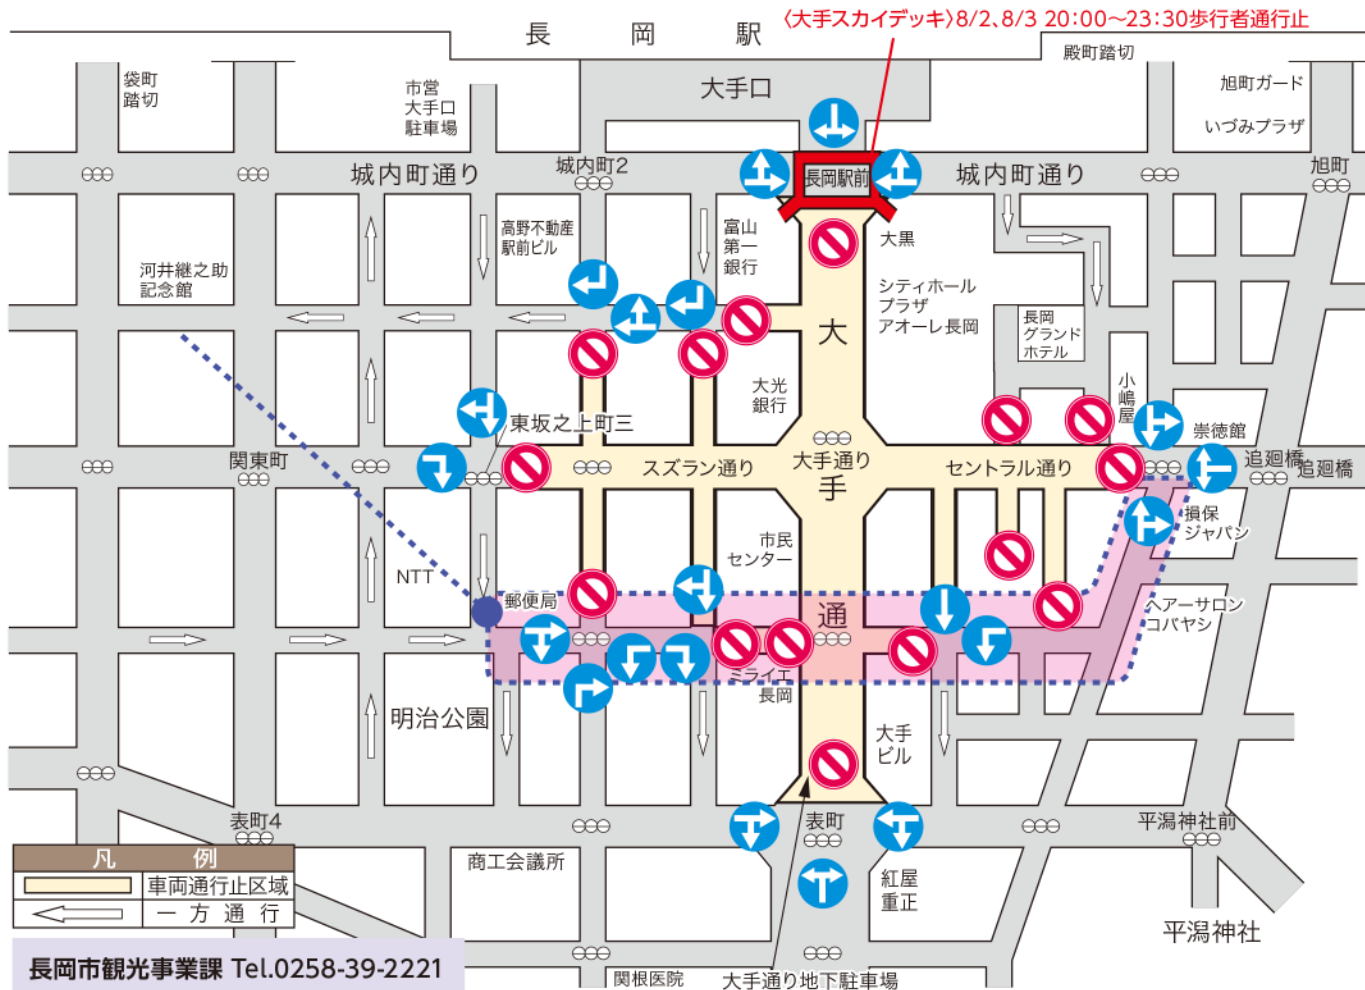 〈大手スカイデッキ〉8/2、8/3 20:00～23:30歩行者通行止
長岡駅
殿町踏切
袋町
踏切
市営
大手口
駐車場
大手口
旭町ガード
いづみプラザ
城内町通り
城内町2
長岡駅前
城内町通り
旭町
高野不動産
駅前ビル
富山
第一
銀行
大黒
河井継之助
記念館
シティホール
プラザ
アオーレ長岡
長岡
グランド
ホテル
大
大光
銀行
小嶋屋
東坂之上町三
崇徳館
関東町
スズラン通り
大手通り
セントラル通り
追廻橋
追廻橋
手
損保
ジャパン
市民
センター
NTT
郵便局
通
ヘアーサロン
コバヤシ
ミライエ
長岡
明治公園
大手
ビル
表町4
表町
平潟神社前
凡例
車両通行止区域
一方通行
商工会議所
紅屋
重正
平潟神社
長岡市観光事業課 Tel.0258-39-2221
関根医院
大手通り地下駐車場